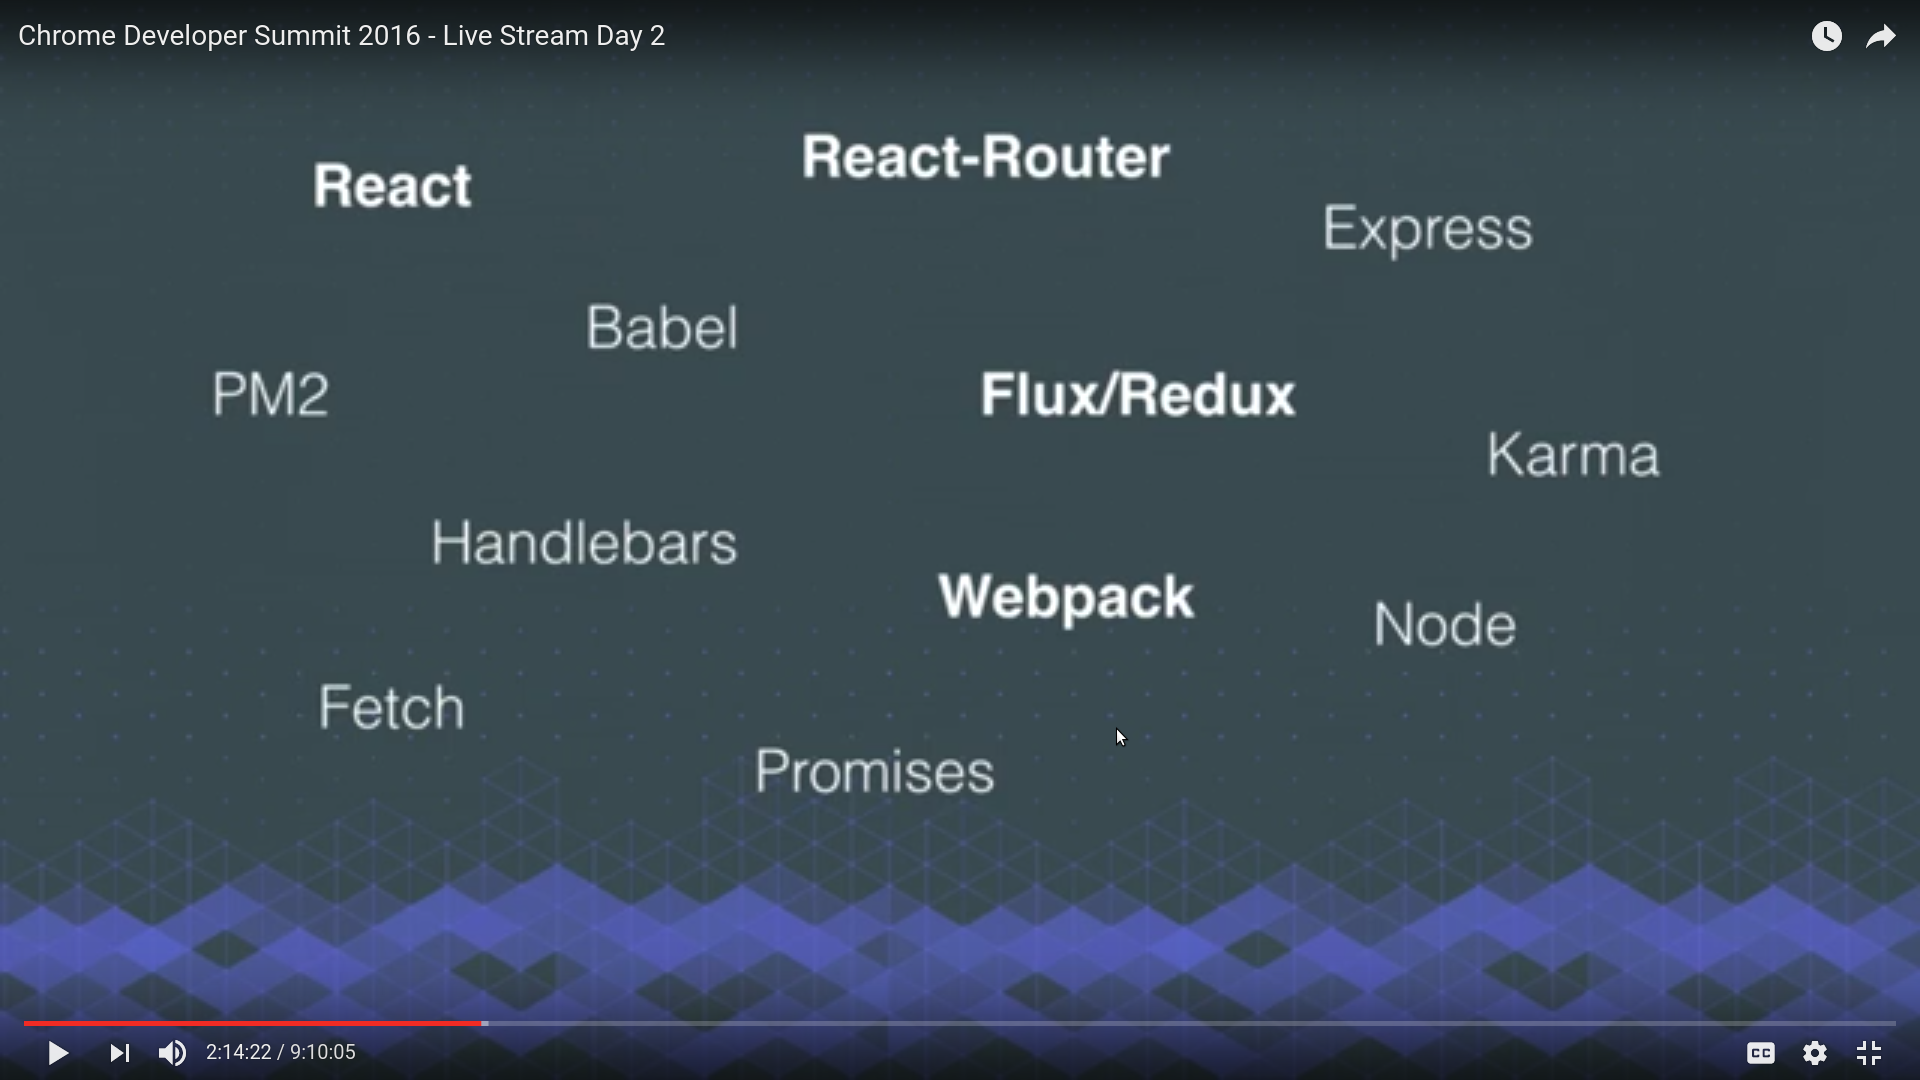 Chrome Developer Summit 2016 - Live Stream Day 2
React-Router
React
Express
Babel
PM2
Flux/Redux
Karma
Handlebars
Webpack
Node
Fetch
Promises
2:14:22 / 9:10:05
CC